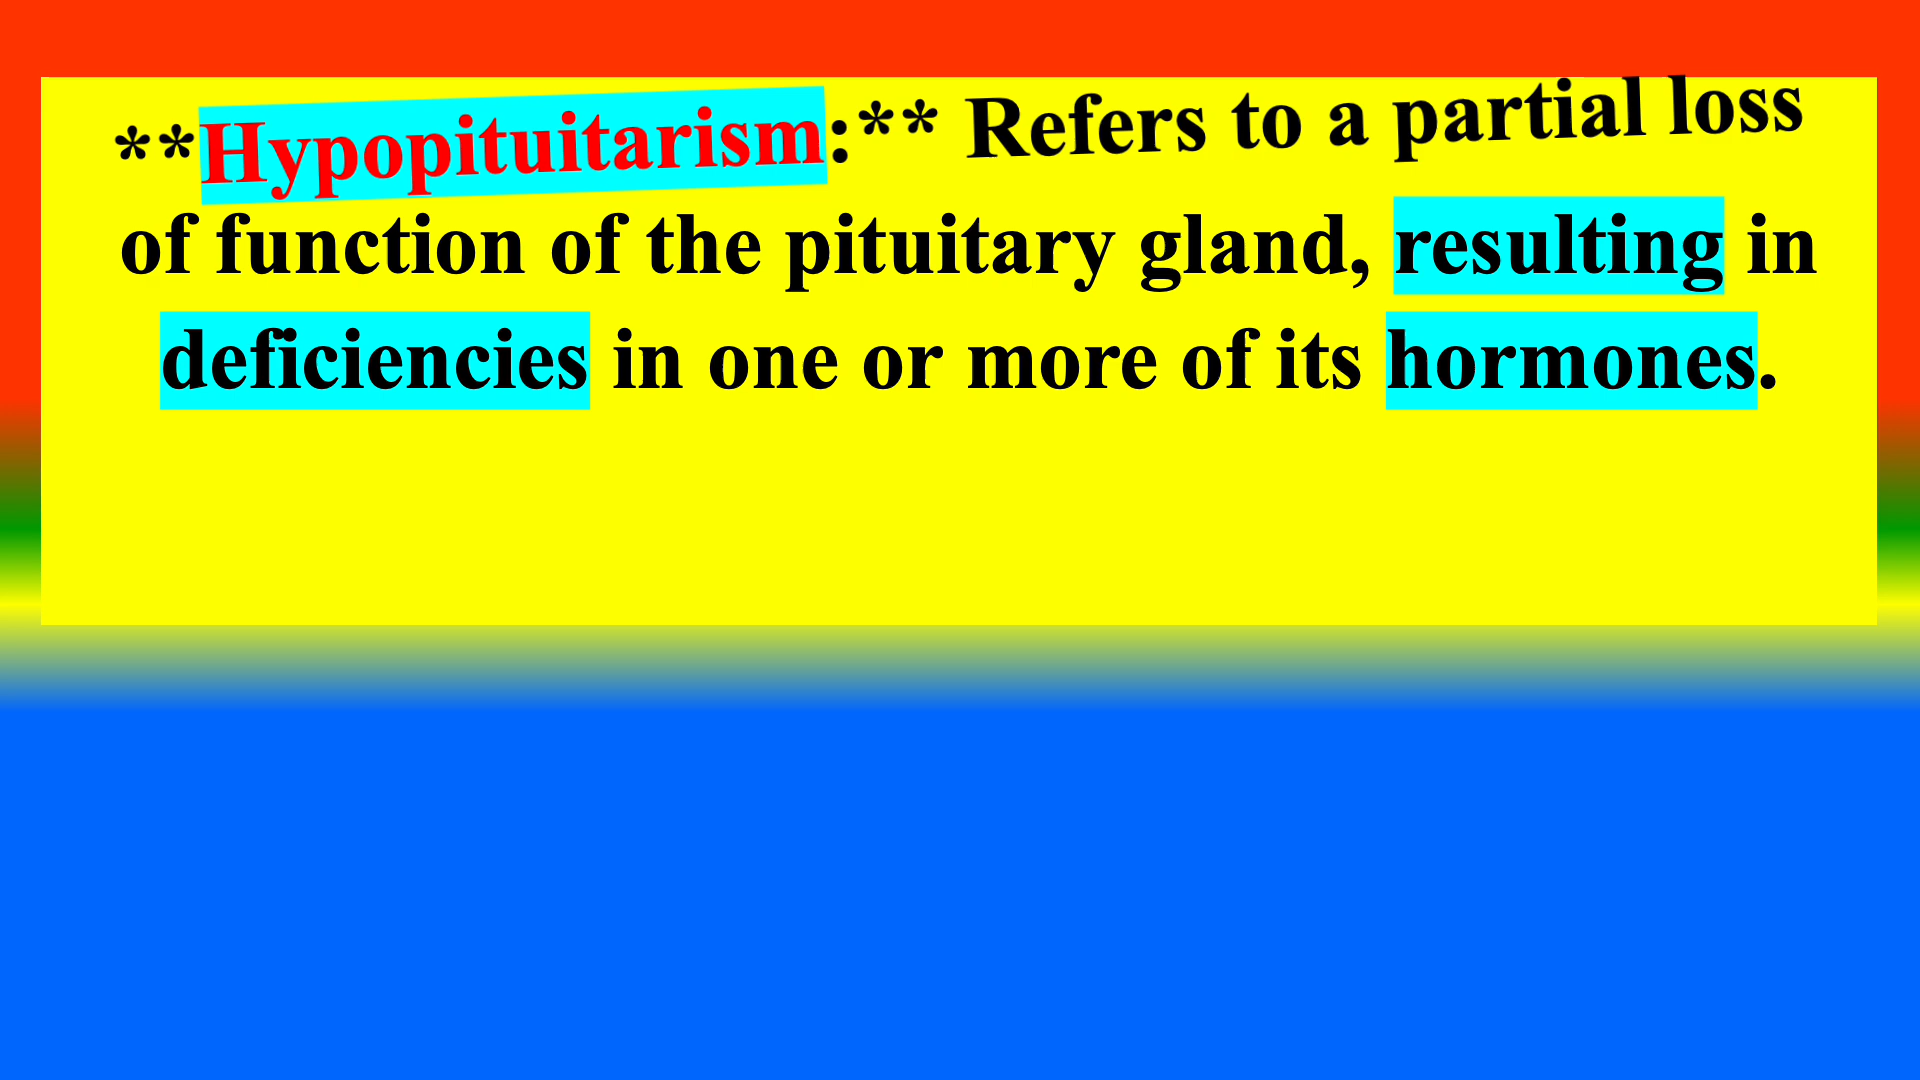 **Hypopituitarism:** Refers to a partial loss
of function of the pituitary gland, resulting in
deficiencies in one or more of its hormones.